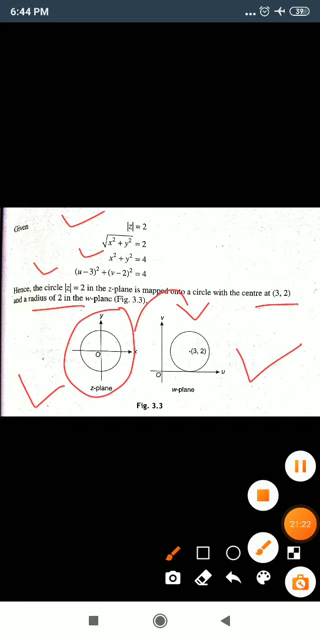 6:44 PM
39
Given
|z| = 2
√x² + y² = 2
x² + y² = 4
(u − 3)² + (v − 2)² = 4
Hence, the circle |z| = 2 in the z-plane is mapped onto a circle with the centre at (3, 2)
and a radius of 2 in the w-plane (Fig. 3.3).
y
v
O
x
·(3, 2)
O
u
z-plane
w-plane
Fig. 3.3
21:22